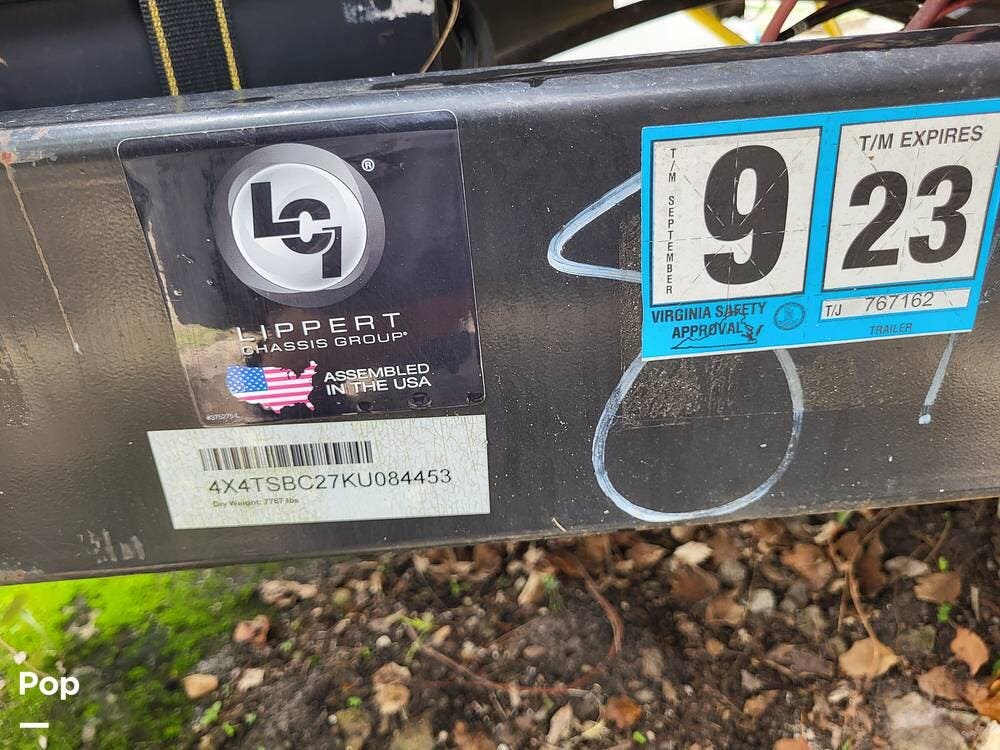 LCI
®
LIPPERT
CHASSIS GROUP®
ASSEMBLED
IN THE USA
4X4TSBC27KU084453
Dry Weight: 7767 lbs
T/M SEPTEMBER
9
T/M EXPIRES
23
VIRGINIA SAFETY
APPROVAL
T/J 767162
TRAILER
Pop